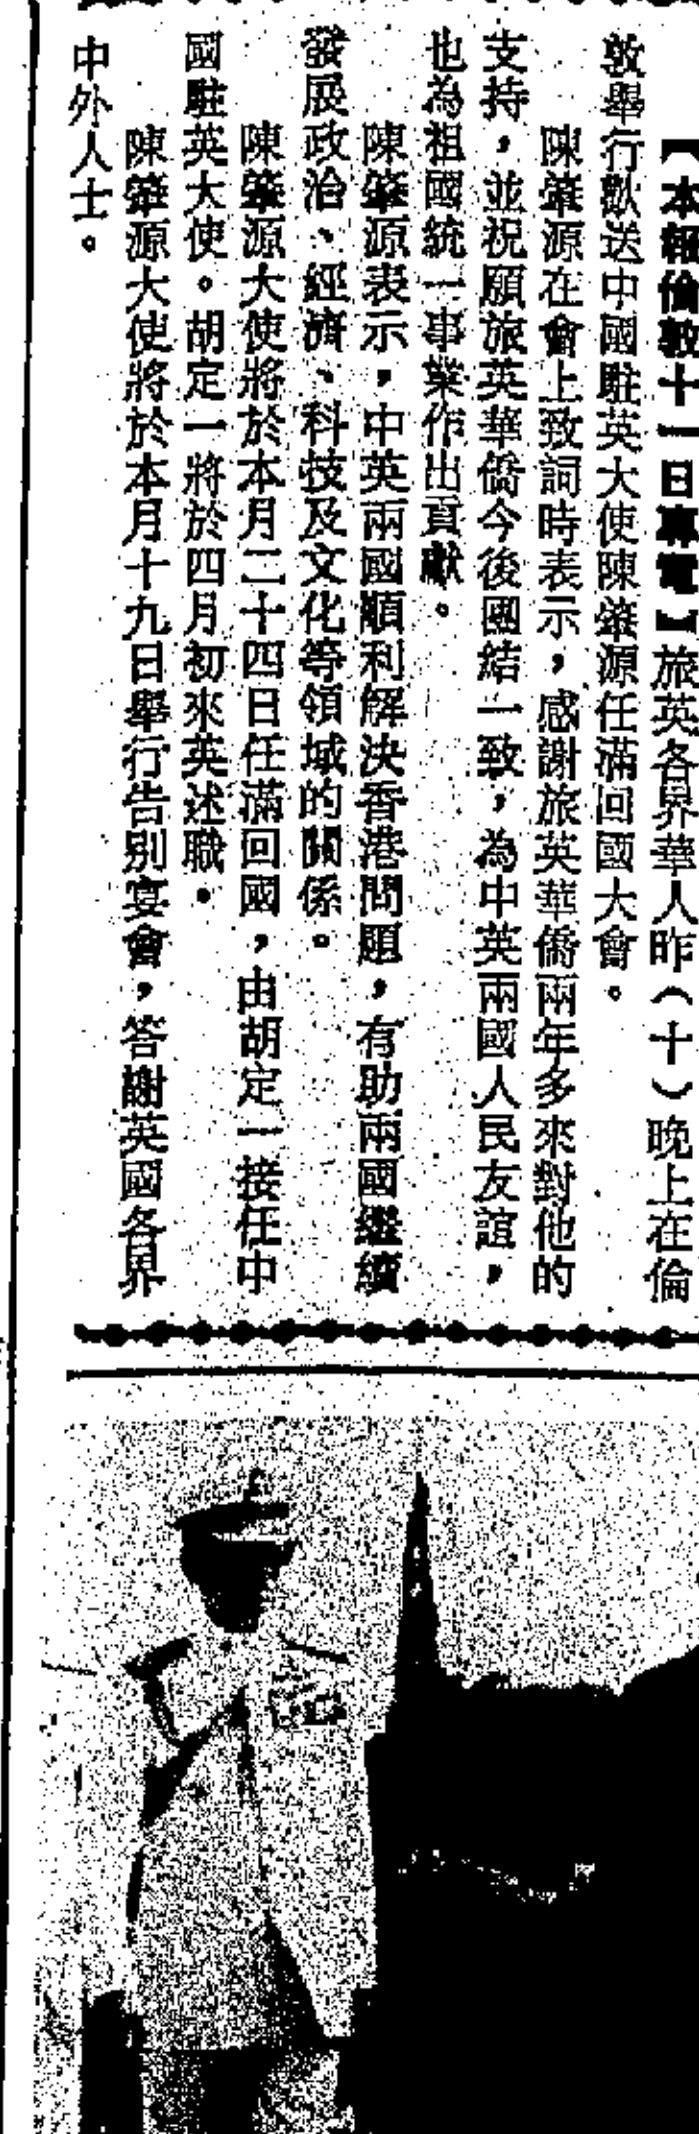 【本報倫敦十一日專電】旅英各界華人昨（十）晚上在倫
敦舉行歡送中國駐英大使陳肇源任滿回國大會。
陳肇源在會上致詞時表示，感謝旅英華僑兩年多來對他的
支持，並祝願旅英華僑今後團結一致，為中英兩國人民友誼，
也為祖國統一事業作出貢獻。
陳肇源表示，中英兩國順利解決香港問題，有助兩國繼續
發展政治、經濟、科技及文化等領域的關係。
陳肇源大使將於本月二十四日任滿回國，由胡定一接任中
國駐英大使。胡定一將於四月初來英述職。
陳肇源大使將於本月十九日舉行告別宴會，答謝英國各界
中外人士。